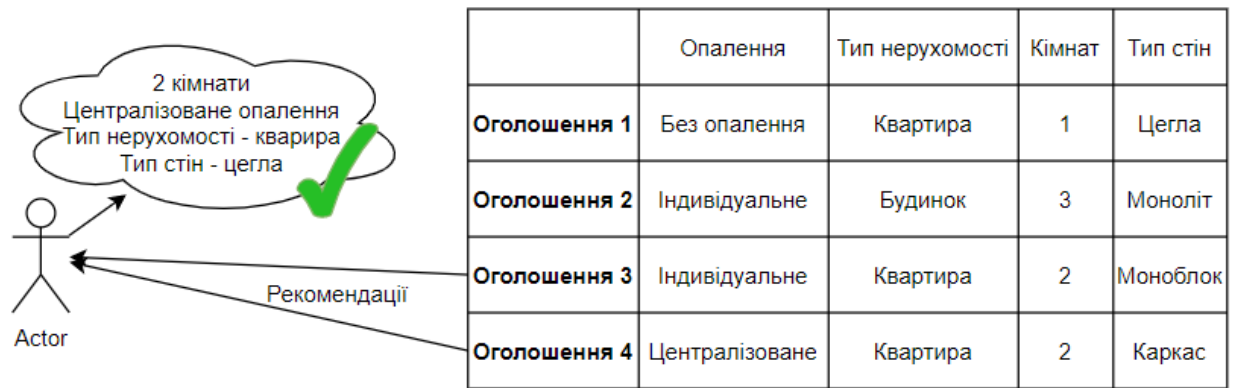 2 кімнати
Централізоване опалення
Тип нерухомості - кварира
Тип стін - цегла
Actor
Рекомендації
Опалення Тип нерухомості Кімнат Тип стін
Оголошення 1 Без опалення Квартира 1 Цегла
Оголошення 2 Індивідуальне Будинок 3 Моноліт
Оголошення 3 Індивідуальне Квартира 2 Моноблок
Оголошення 4 Централізоване Квартира 2 Каркас